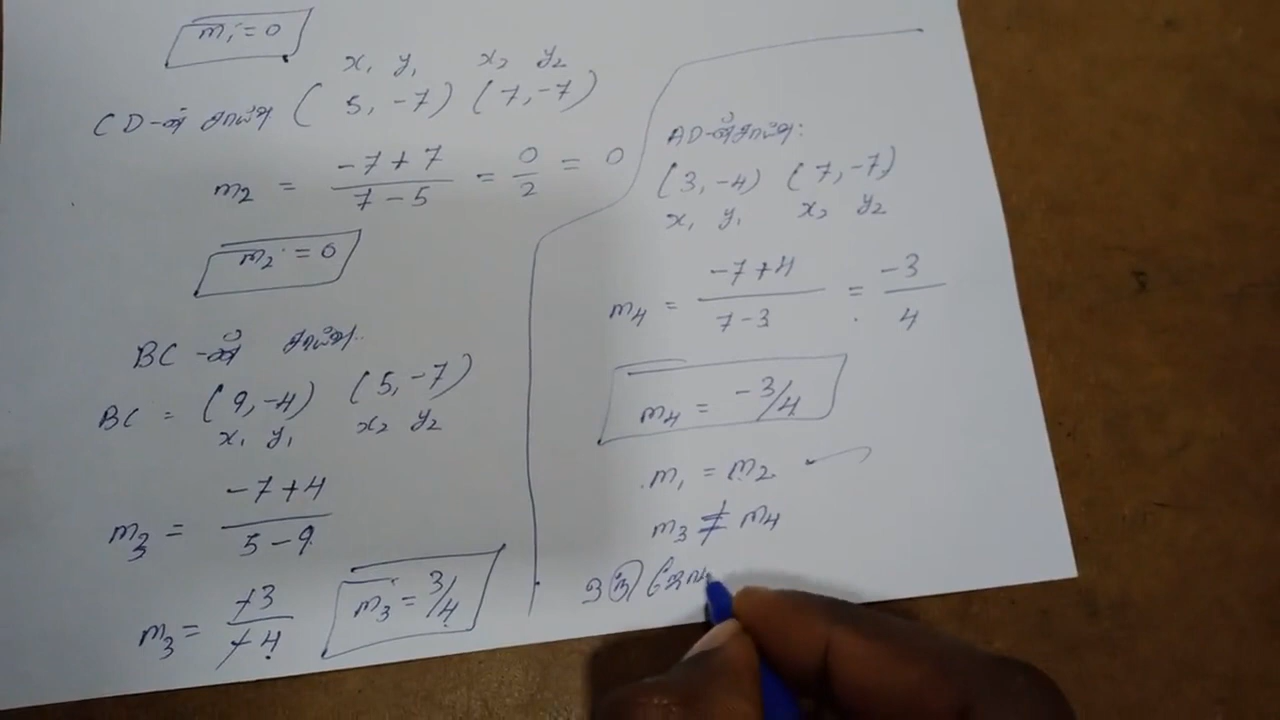 m₁ = 0
x₁ y₁ x₂ y₂
CD-ன் சாய்வு (5, -7) (7, -7)
m₂ = (-7 + 7)/(7 - 5) = 0/2 = 0
m₂ = 0
BC-ன் சாய்வு:
BC = (9, -4) (5, -7)
x₁ y₁ x₂ y₂
m₃ = (-7 + 4)/(5 - 9)
m₃ = -3/-4
m₃ = 3/4
AD-ன் சாய்வு:
(3, -4) (7, -7)
x₁ y₁ x₂ y₂
m₄ = (-7 + 4)/(7 - 3) = -3/4
m₄ = -3/4
m₁ = m₂ ✓
m₃ ≠ m₄
ஒரு